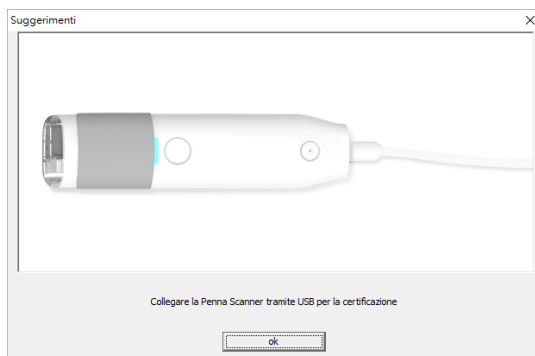 Suggerimenti
Collegare la Penna Scanner tramite USB per la certificazione
ok